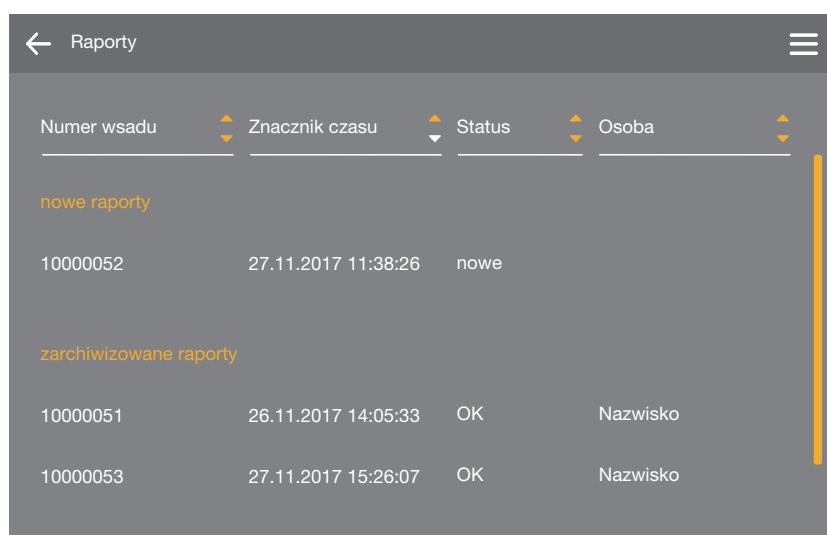 Raporty
Numer wsadu Znacznik czasu Status Osoba
nowe raporty
10000052 27.11.2017 11:38:26 nowe
zarchiwizowane raporty
10000051 26.11.2017 14:05:33 OK Nazwisko
10000053 27.11.2017 15:26:07 OK Nazwisko